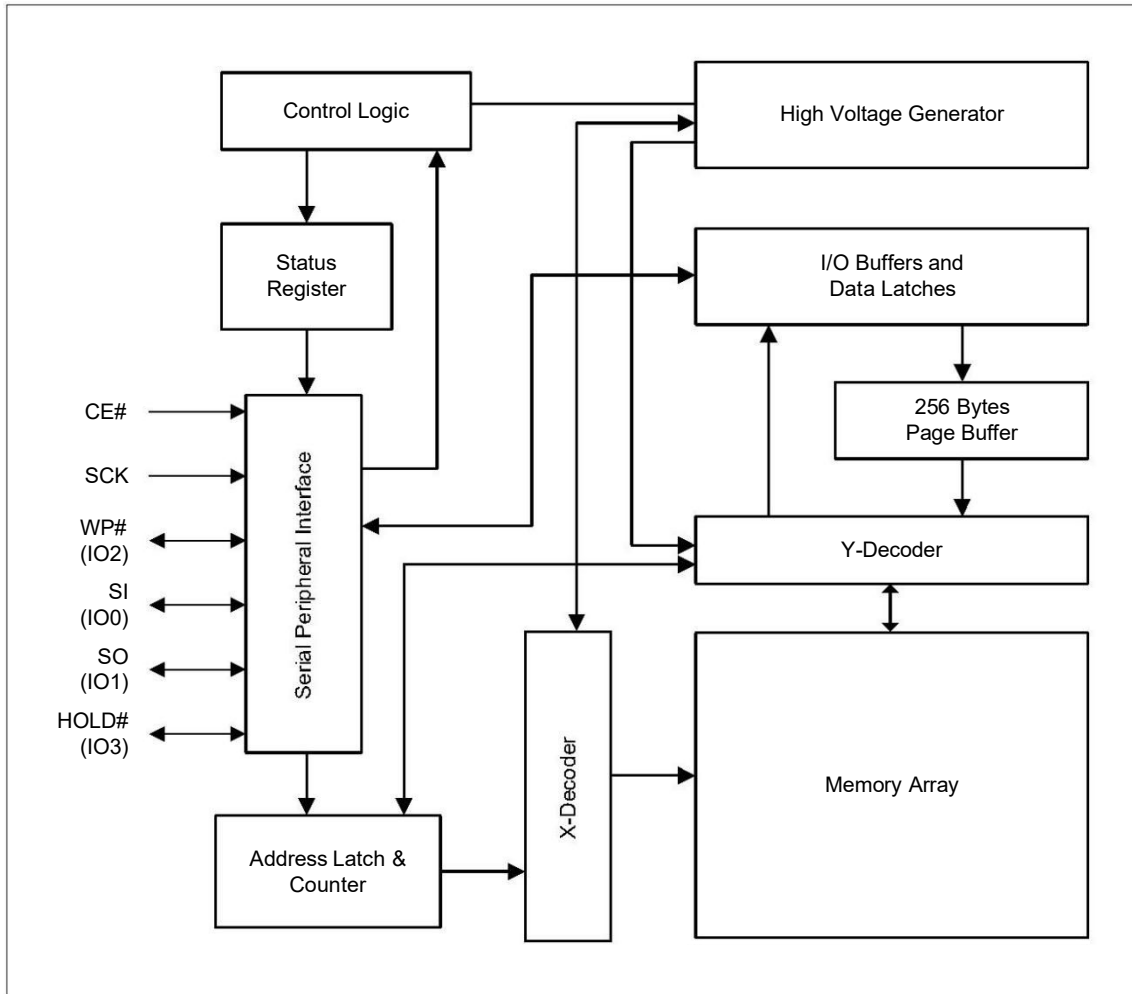 Control Logic
High Voltage Generator
Status
Register
I/O Buffers and
Data Latches
256 Bytes
Page Buffer
CE#
SCK
WP#
(IO2)
SI
(IO0)
SO
(IO1)
HOLD#
(IO3)
Serial Peripheral Interface
Y-Decoder
X-Decoder
Memory Array
Address Latch &
Counter